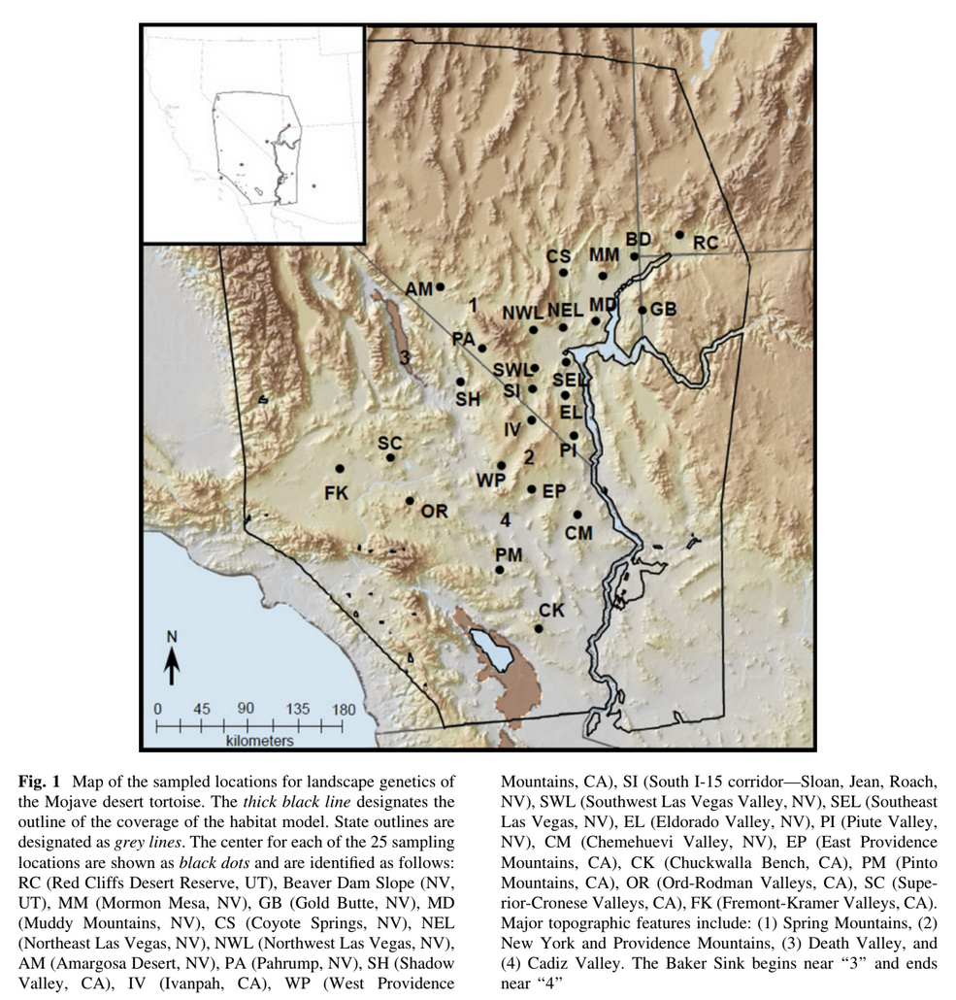 BD
RC
CS
MM
AM
1
NWL
NEL
MD
GB
PA
3
SWL
SEL
SI
SH
EL
IV
PI
SC
2
WP
FK
EP
OR
4
CM
PM
CK
N
0 45 90 135 180
kilometers
Fig. 1 Map of the sampled locations for landscape genetics of
the Mojave desert tortoise. The thick black line designates the
outline of the coverage of the habitat model. State outlines are
designated as grey lines. The center for each of the 25 sampling
locations are shown as black dots and are identified as follows:
RC (Red Cliffs Desert Reserve, UT), Beaver Dam Slope (NV,
UT), MM (Mormon Mesa, NV), GB (Gold Butte, NV), MD
(Muddy Mountains, NV), CS (Coyote Springs, NV), NEL
(Northeast Las Vegas, NV), NWL (Northwest Las Vegas, NV),
AM (Amargosa Desert, NV), PA (Pahrump, NV), SH (Shadow
Valley, CA), IV (Ivanpah, CA), WP (West Providence
Mountains, CA), SI (South I-15 corridor—Sloan, Jean, Roach,
NV), SWL (Southwest Las Vegas Valley, NV), SEL (Southeast
Las Vegas, NV), EL (Eldorado Valley, NV), PI (Piute Valley,
NV), CM (Chemehuevi Valley, NV), EP (East Providence
Mountains, CA), CK (Chuckwalla Bench, CA), PM (Pinto
Mountains, CA), OR (Ord-Rodman Valleys, CA), SC (Supe-
rior-Cronese Valleys, CA), FK (Fremont-Kramer Valleys, CA).
Major topographic features include: (1) Spring Mountains, (2)
New York and Providence Mountains, (3) Death Valley, and
(4) Cadiz Valley. The Baker Sink begins near “3” and ends
near “4”